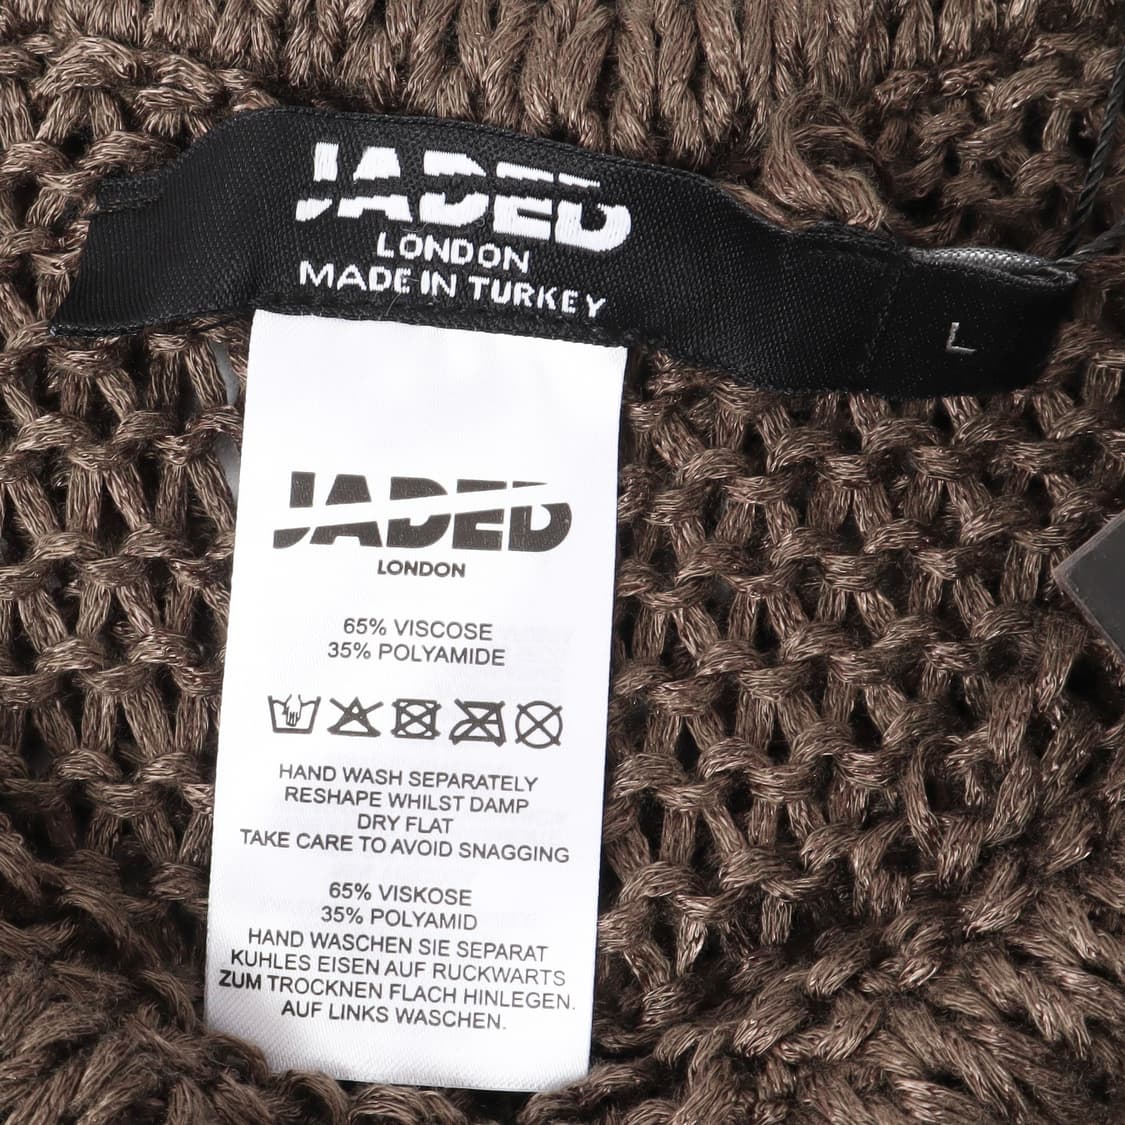 JADED
LONDON
MADE IN TURKEY
L
JADED
LONDON
65% VISCOSE
35% POLYAMIDE
HAND WASH SEPARATELY
RESHAPE WHILST DAMP
DRY FLAT
TAKE CARE TO AVOID SNAGGING
65% VISKOSE
35% POLYAMID
HAND WASCHEN SIE SEPARAT
KUHLES EISEN AUF RUCKWARTS
ZUM TROCKNEN FLACH HINLEGEN.
AUF LINKS WASCHEN.